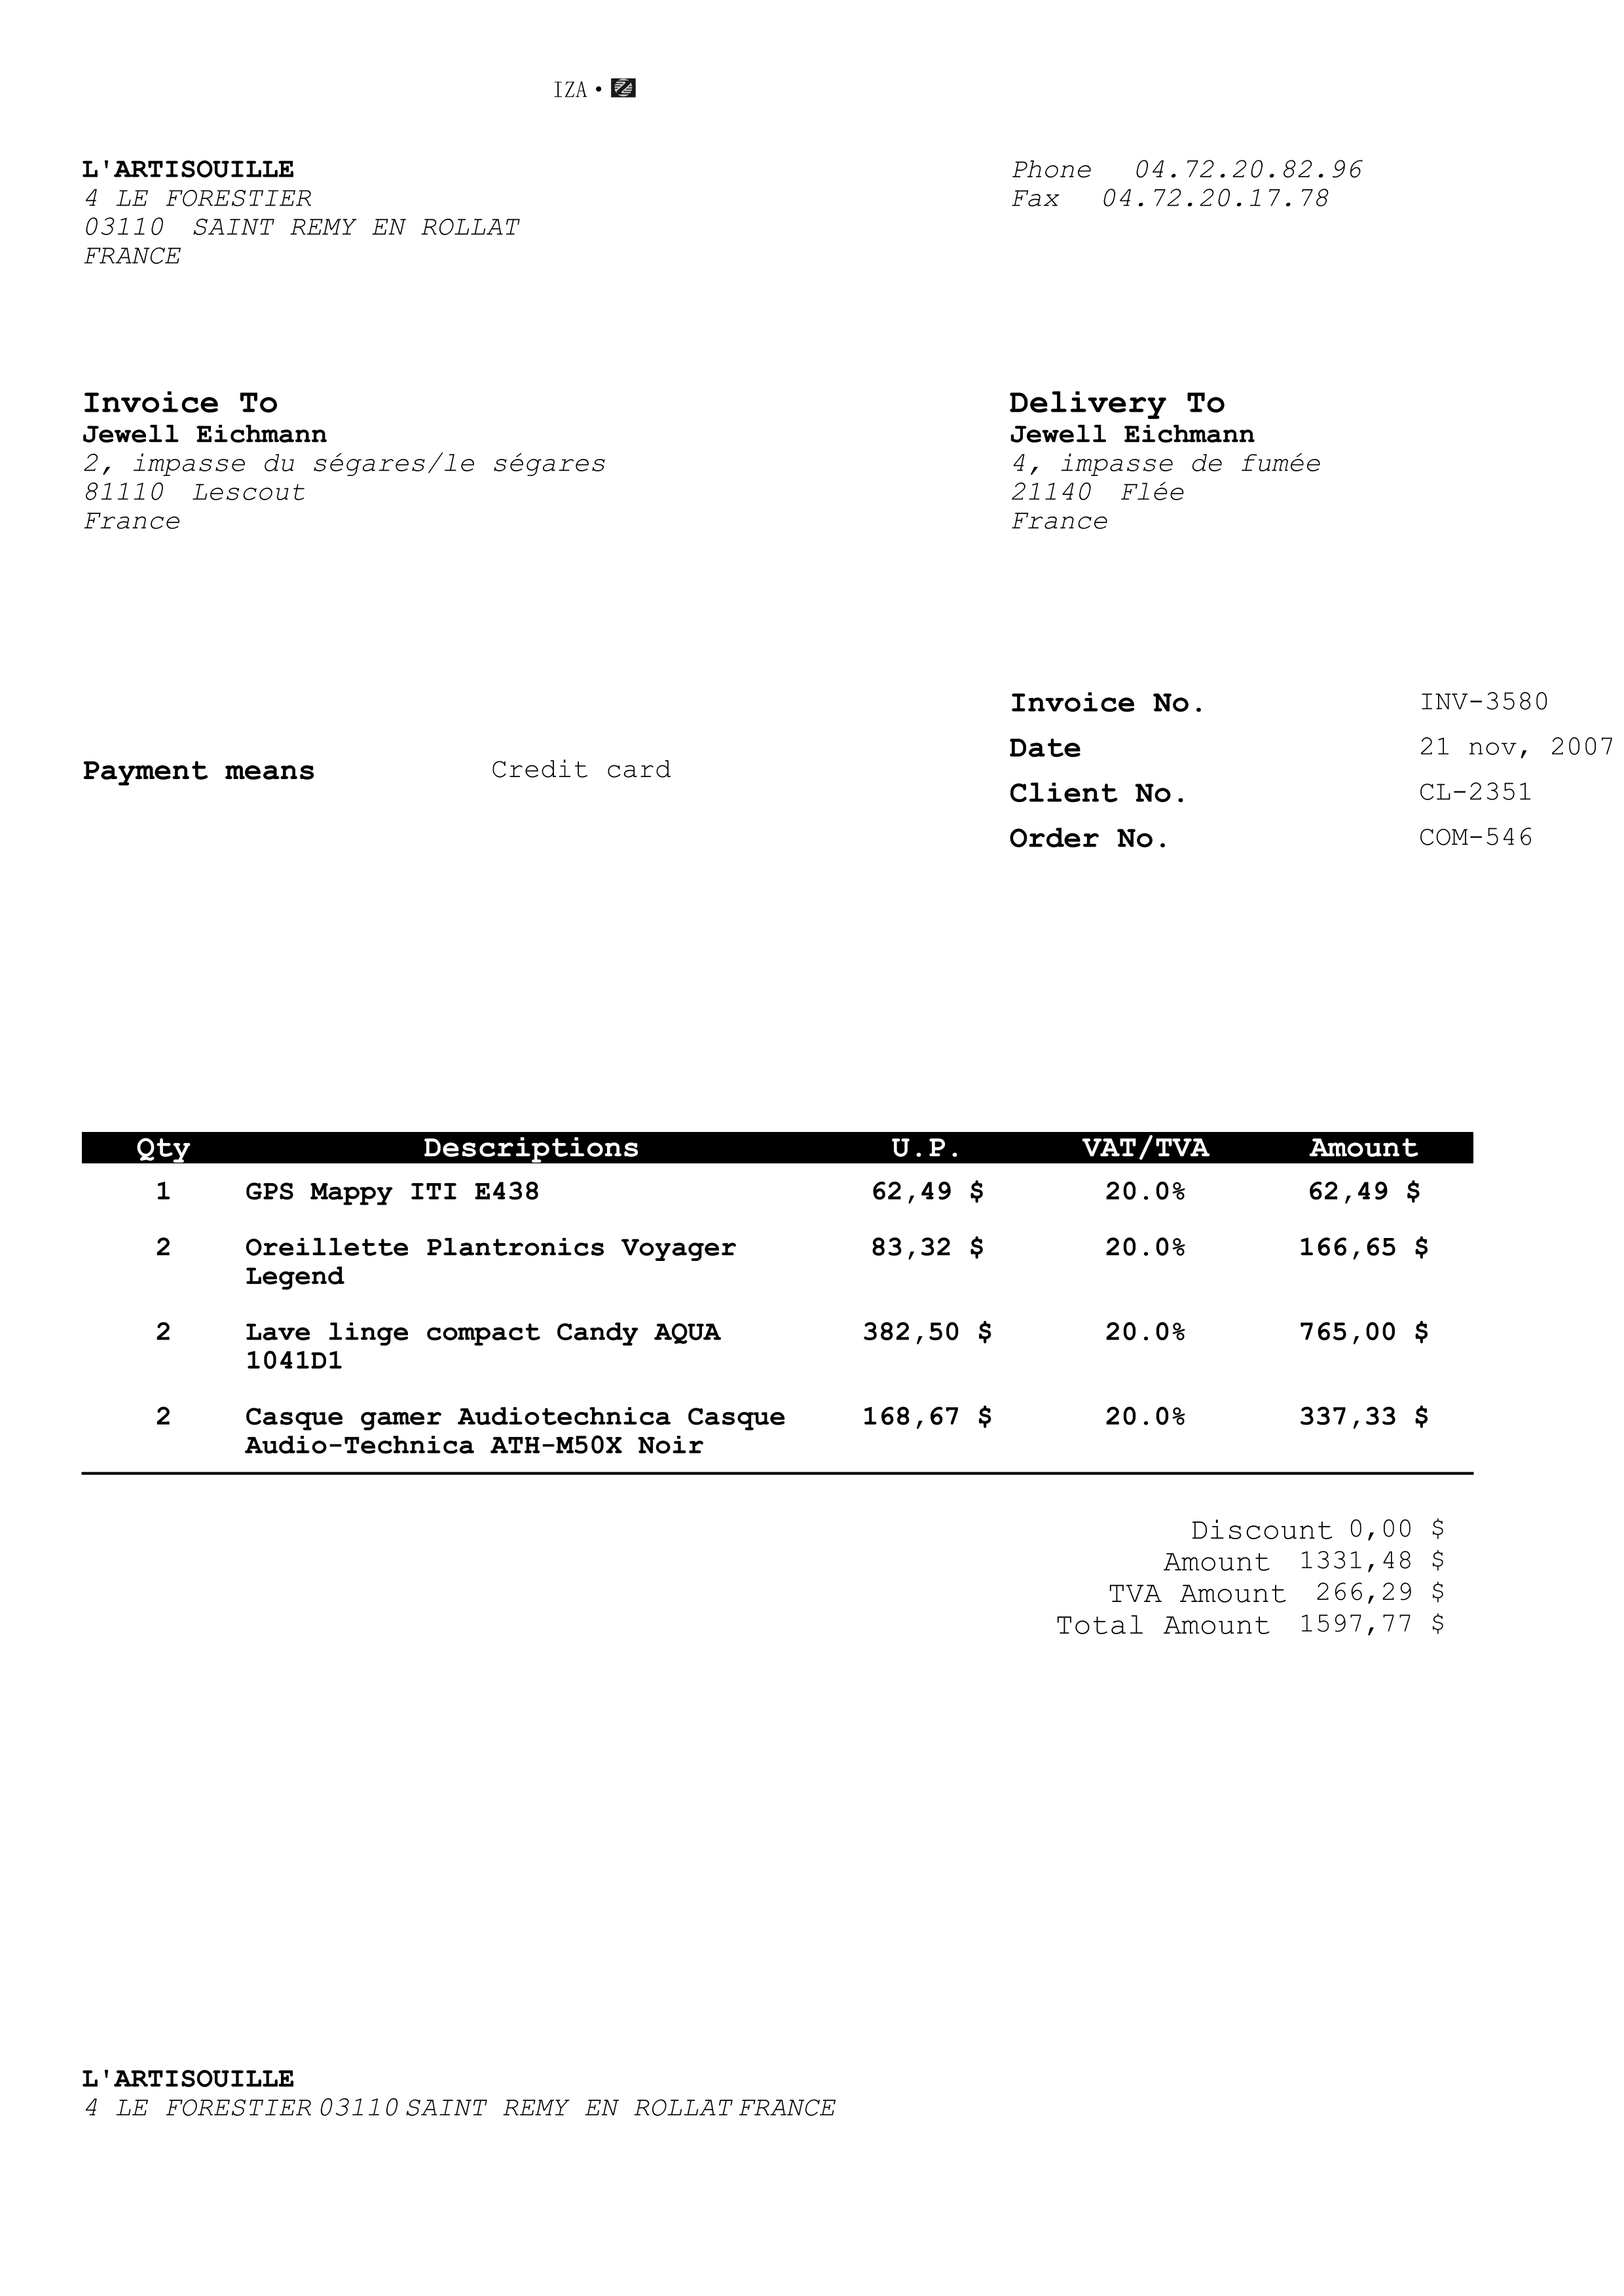 IZA •
L'ARTISOUILLE
4 LE FORESTIER
03110 SAINT REMY EN ROLLAT
FRANCE
Phone 04.72.20.82.96
Fax 04.72.20.17.78
Invoice To
Jewell Eichmann
2, impasse du ségares/le ségares
81110 Lescout
France
Delivery To
Jewell Eichmann
4, impasse de fumée
21140 Flée
France
Payment means Credit card
Invoice No. INV-3580
Date 21 nov, 2007
Client No. CL-2351
Order No. COM-546
Qty Descriptions U.P. VAT/TVA Amount
1 GPS Mappy ITI E438 62,49 $ 20.0% 62,49 $
2 Oreillette Plantronics Voyager 83,32 $ 20.0% 166,65 $
Legend
2 Lave linge compact Candy AQUA 382,50 $ 20.0% 765,00 $
1041D1
2 Casque gamer Audiotechnica Casque 168,67 $ 20.0% 337,33 $
Audio-Technica ATH-M50X Noir
Discount 0,00 $
Amount 1331,48 $
TVA Amount 266,29 $
Total Amount 1597,77 $
L'ARTISOUILLE
4 LE FORESTIER 03110 SAINT REMY EN ROLLAT FRANCE